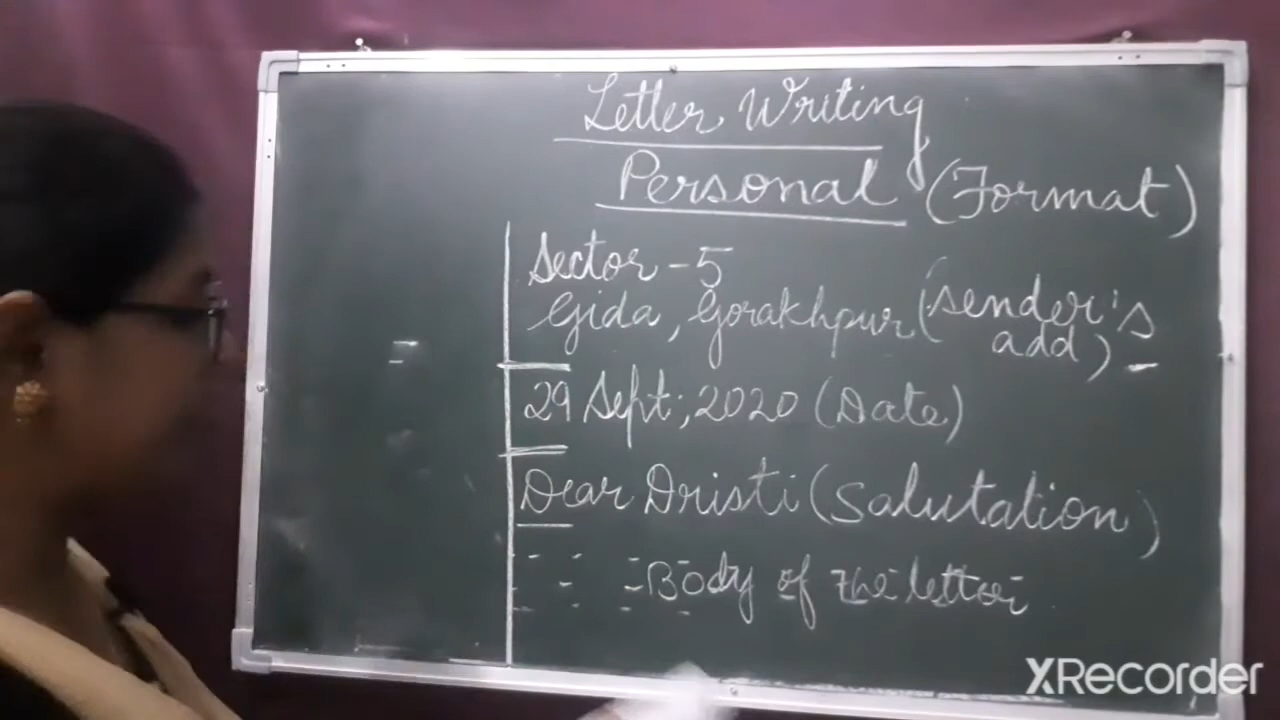 Letter Writing
Personal (Format)
Sector - 5
Gida, Gorakhpur (Sender's
add)
29 Sept; 2020 (Date)
Dear Dristi (Salutation)
Body of the letter
XRecorder